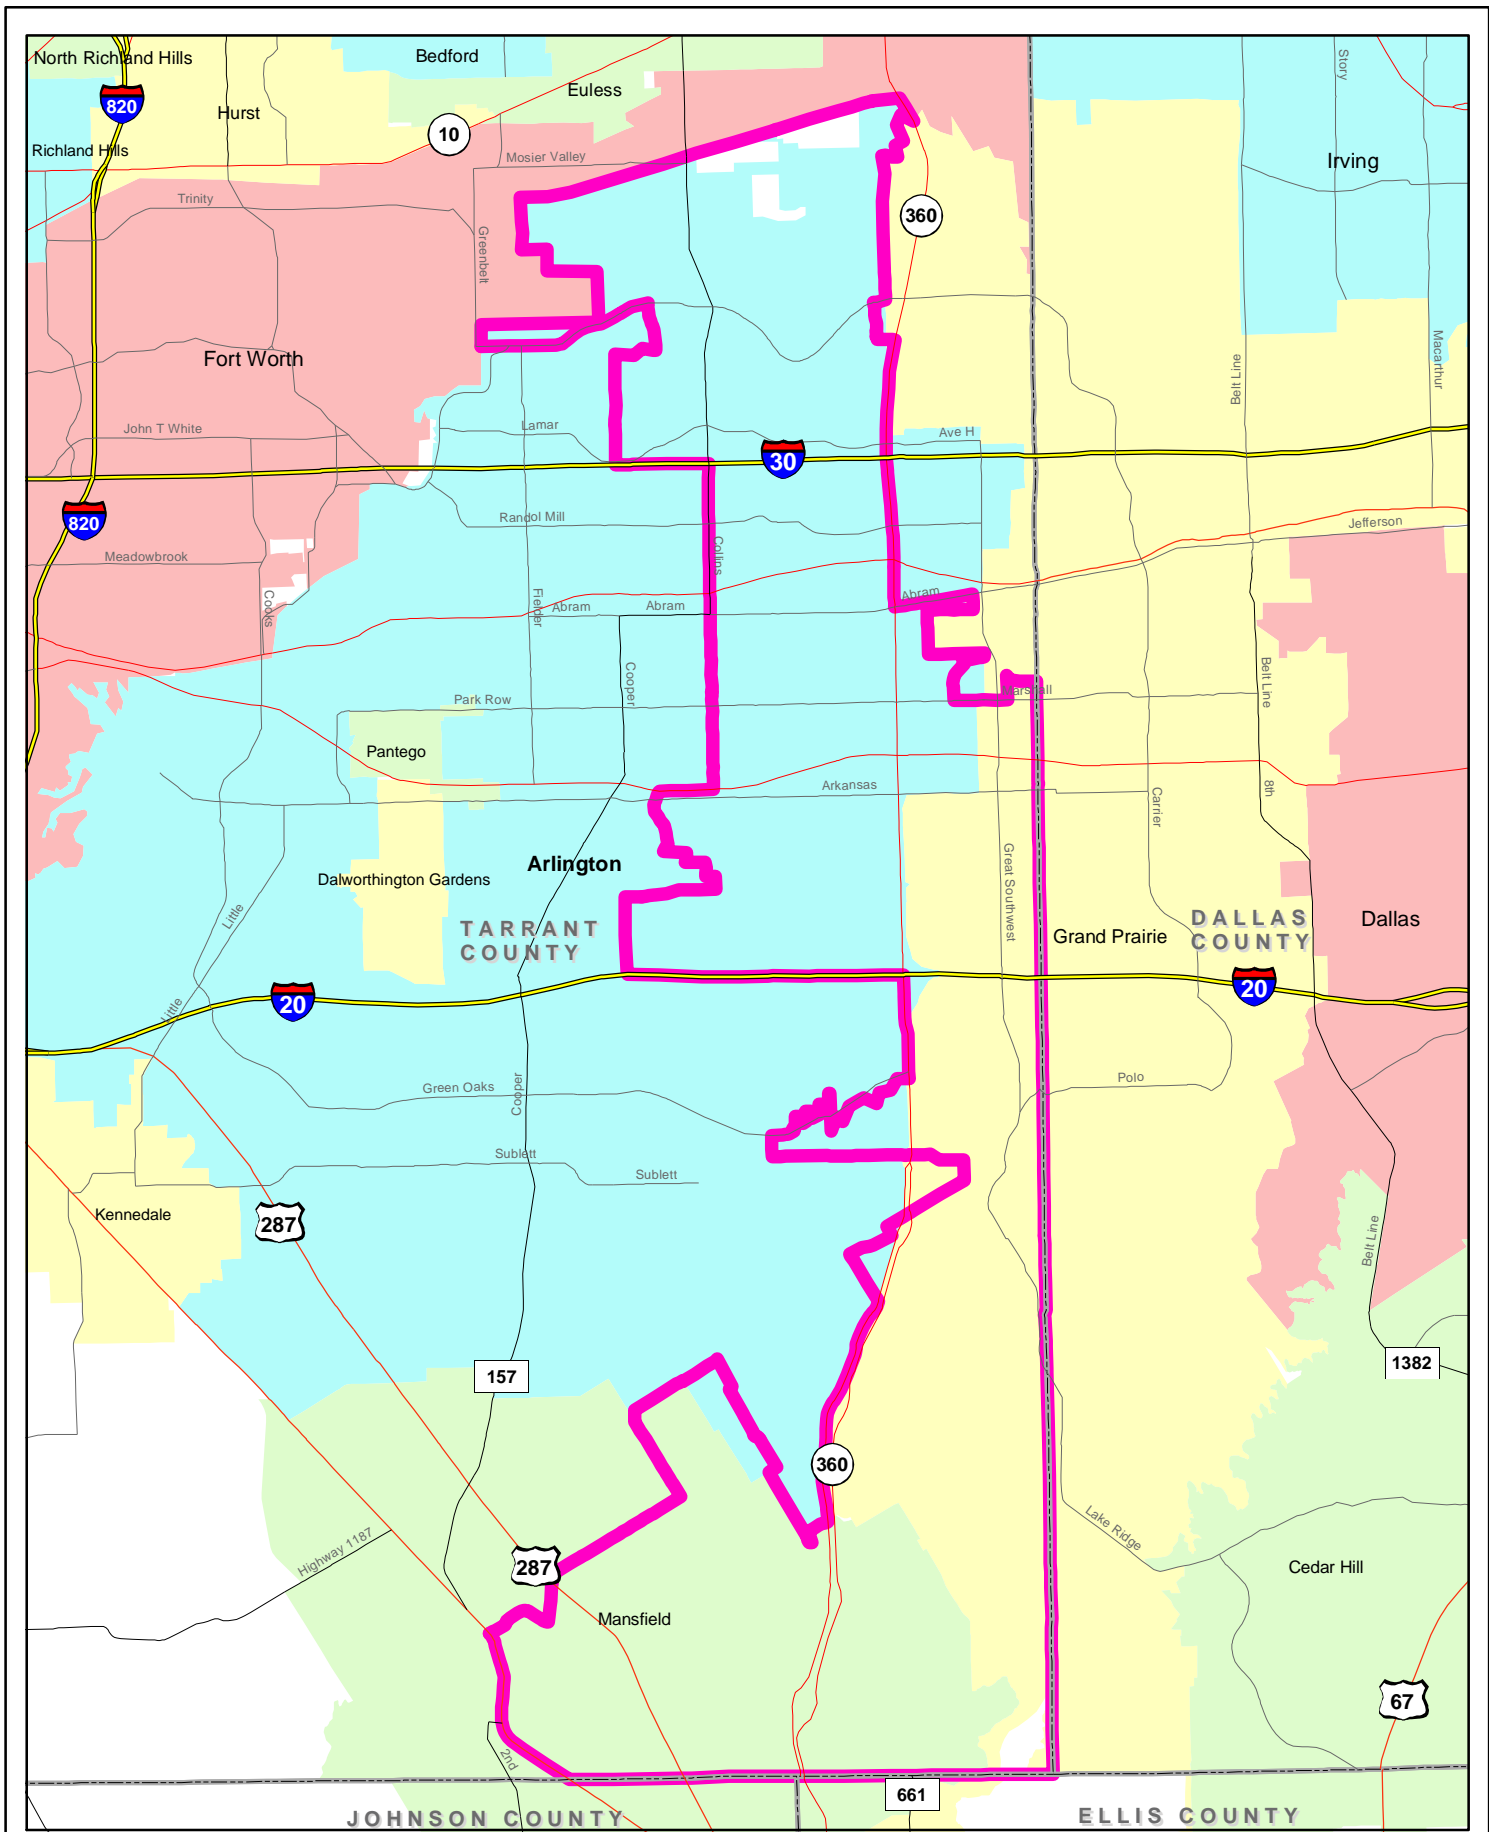 North Richland Hills
Bedford
Story
820
Euless
Hurst
10
Richland Hills
Mosier Valley
Irving
Trinity
360
Greenbelt
Fort Worth
Macarthur
Belt Line
John T White
Lamar
Ave H
30
820
Randol Mill
Jefferson
Meadowbrook
Collins
Cooks
Fielder
Abram
Abram
Abram
Cooper
Belt Line
Park Row
Pantego
Arkansas
8th
Carrier
Arlington
Dalworthington Gardens
Great Southwest
Little
TARRANT
COUNTY
DALLAS
COUNTY
Dallas
Grand Prairie
20
20
Little
Green Oaks
Cooper
Polo
Sublett
Sublett
Kennedale
287
Belt Line
157
1382
360
Highway 1187
Lake Ridge
287
Cedar Hill
Mansfield
67
2nd
661
JOHNSON COUNTY
ELLIS COUNTY